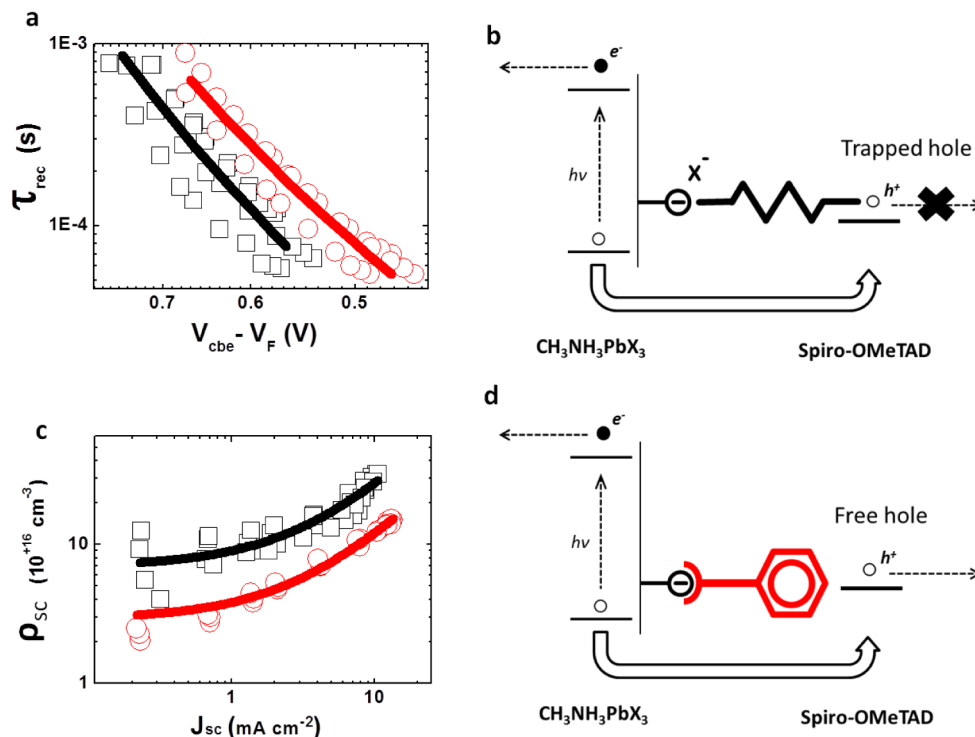 a
1E-3
1E-4
τrec (s)
0.7 0.6 0.5
Vcbe- VF (V)
b
e-
hν
X-
Trapped hole
h+
CH3NH3PbX3 Spiro-OMeTAD
c
10
1
ρSC (10+16 cm-3)
1 10
Jsc (mA cm-2)
d
e-
hν
Free hole
h+
CH3NH3PbX3 Spiro-OMeTAD